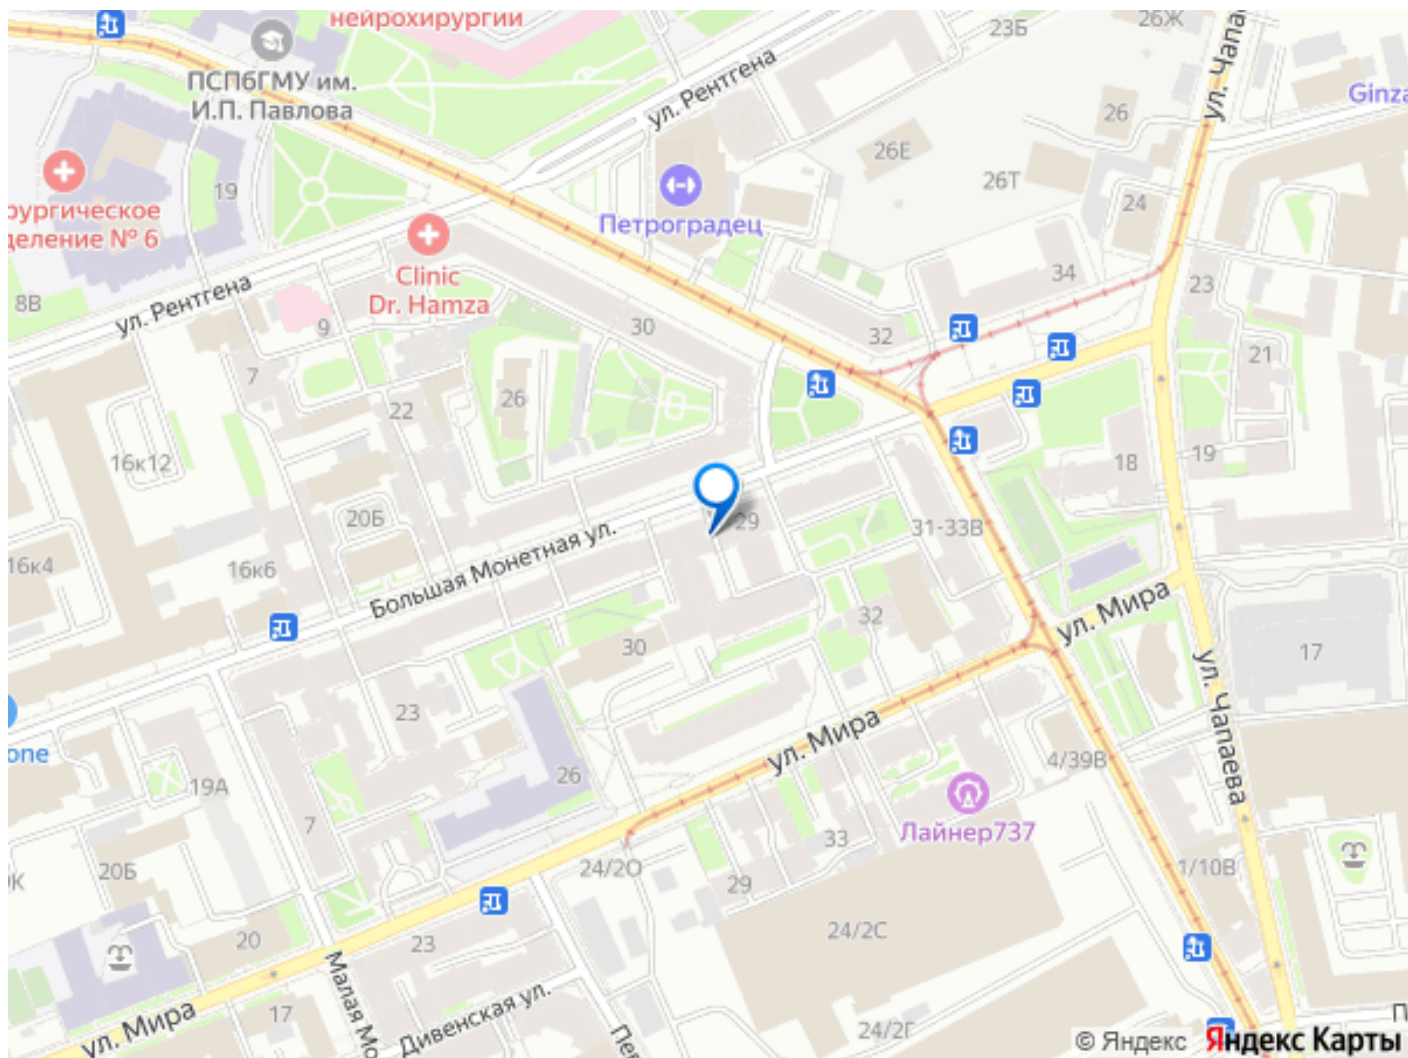 нейрохирургии
23Б
26Ж
ул. Чапа
ПСПбГМУ им.
И.П. Павлова
ул. Рентгена
Ginza
26
26Е
26Т
19
рургическое
деление № 6
Петроградец
24
Clinic
Dr. Hamza
8В
ул. Рентгена
9
30
34
23
32
21
7
22
26
16к12
20Б
18
19
29
31-33В
16к4
16к6
Большая Монетная ул.
32
ул. Мира
30
17
23
ул. Чапаева
one
ул. Мира
26
4/39В
19А
7
Лайнер737
33
20Б
24/2О
29
1/10В
К
20
23
24/2С
Малая Мо
Дивенская ул.
17
ул. Мира
Пе
24/2Г
П
© Яндекс Яндекс Карты